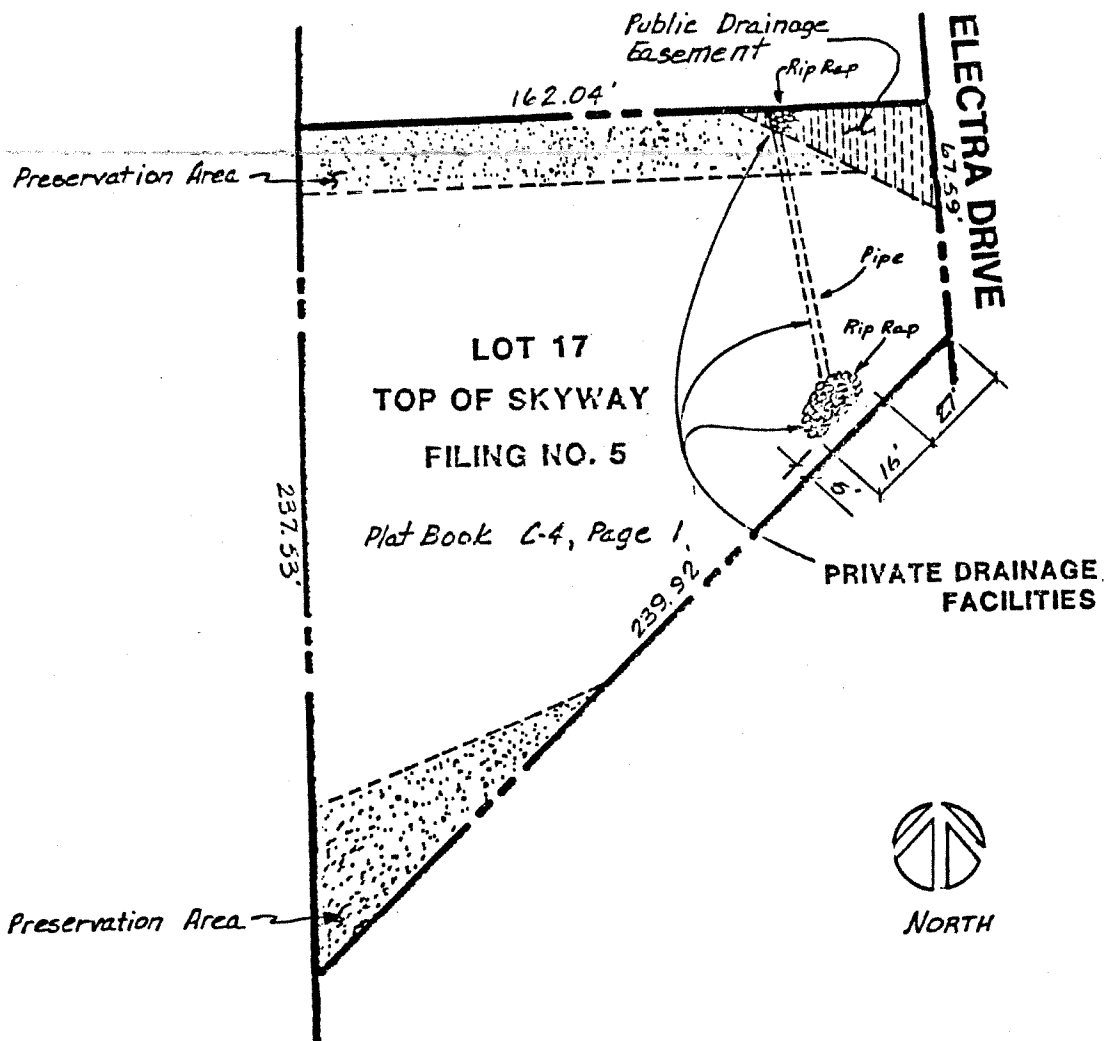 Public Drainage
Easement
Rip Rap
ELECTRA DRIVE
162.04'
67.59'
Preservation Area
Pipe
Rip Rap
LOT 17
TOP OF SKYWAY
FILING NO. 5
27'
16'
237.53'
Plat Book C-4, Page 1
239.92'
PRIVATE DRAINAGE
FACILITIES
Preservation Area
NORTH